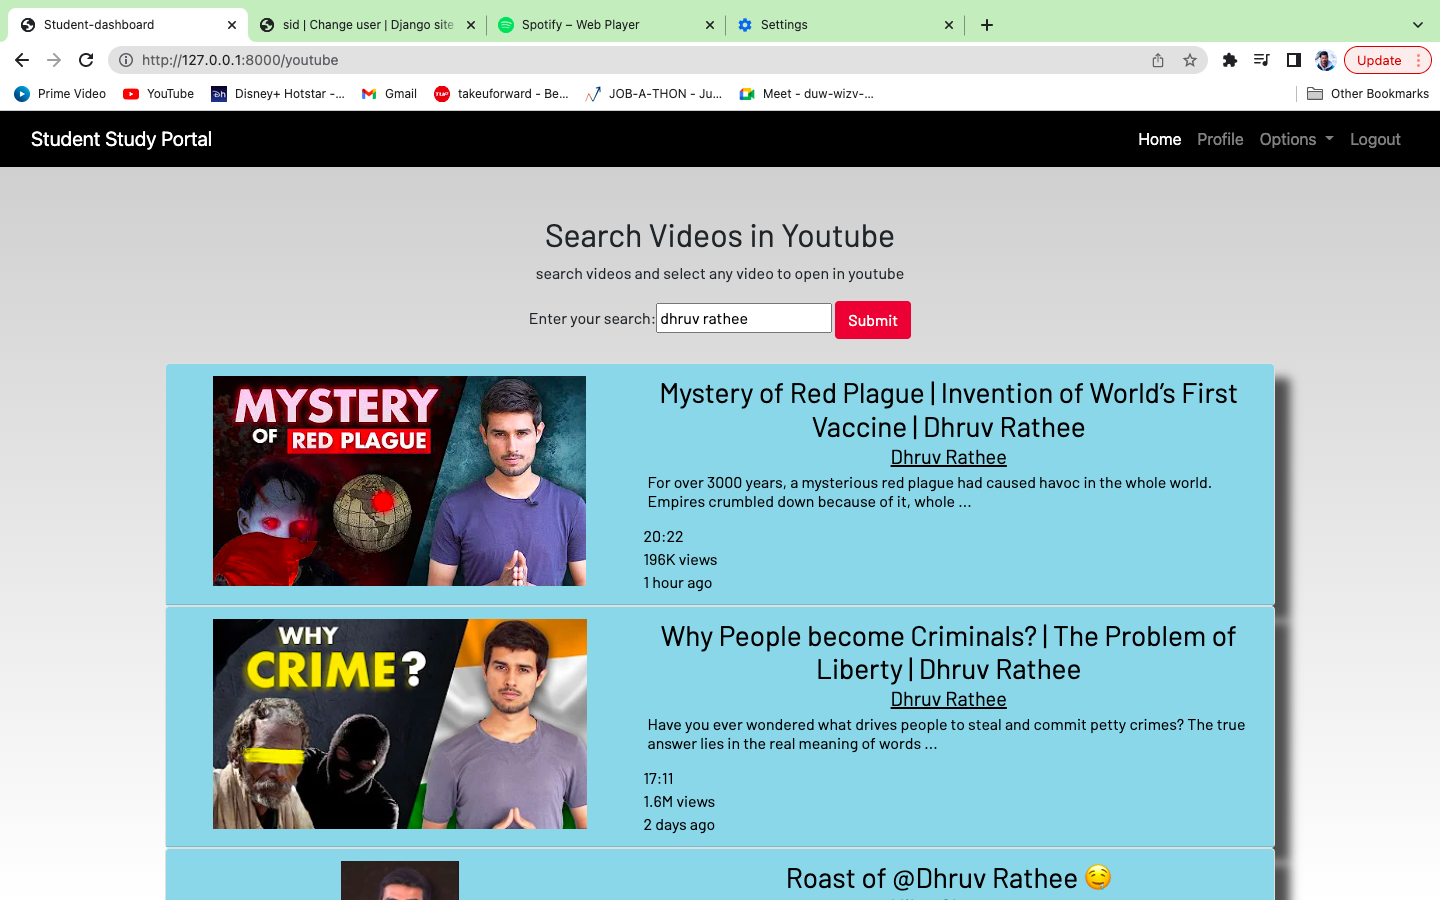 Student-dashboard
sid | Change user | Django site
Spotify – Web Player
Settings
http://127.0.0.1:8000/youtube
Update
Prime Video
YouTube
Disney+ Hotstar -...
Gmail
takeuforward - Be...
JOB-A-THON - Ju...
Meet - duw-wizv-...
Other Bookmarks
Student Study Portal
Home
Profile
Options
Logout
Search Videos in Youtube
search videos and select any video to open in youtube
Enter your search: dhruv rathee
Submit
MYSTERY
OF RED PLAGUE
Mystery of Red Plague | Invention of World's First
Vaccine | Dhruv Rathee
Dhruv Rathee
For over 3000 years, a mysterious red plague had caused havoc in the whole world.
Empires crumbled down because of it, whole ...
20:22
196K views
1 hour ago
WHY
CRIME?
Why People become Criminals? | The Problem of
Liberty | Dhruv Rathee
Dhruv Rathee
Have you ever wondered what drives people to steal and commit petty crimes? The true
answer lies in the real meaning of words ...
17:11
1.6M views
2 days ago
Roast of @Dhruv Rathee 🤤